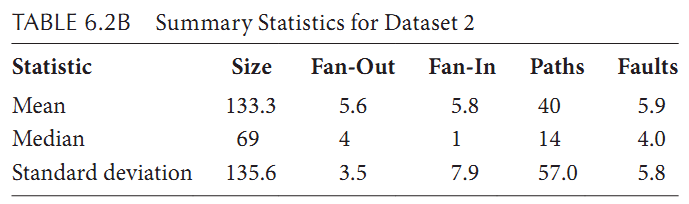 TABLE 6.2B Summary Statistics for Dataset 2
Statistic Size Fan-Out Fan-In Paths Faults
Mean 133.3 5.6 5.8 40 5.9
Median 69 4 1 14 4.0
Standard deviation 135.6 3.5 7.9 57.0 5.8